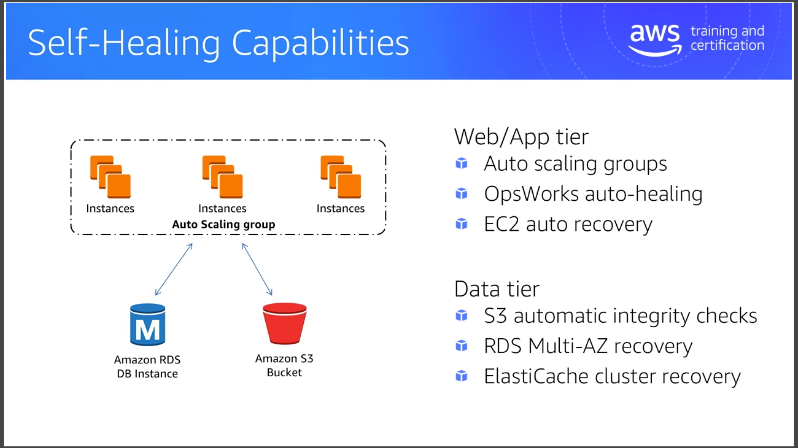 Self-Healing Capabilities
aws training and
certification
Instances
Instances
Instances
Auto Scaling group
M
Amazon RDS
DB Instance
Amazon S3
Bucket
Web/App tier
Auto scaling groups
OpsWorks auto-healing
EC2 auto recovery
Data tier
S3 automatic integrity checks
RDS Multi-AZ recovery
ElastiCache cluster recovery